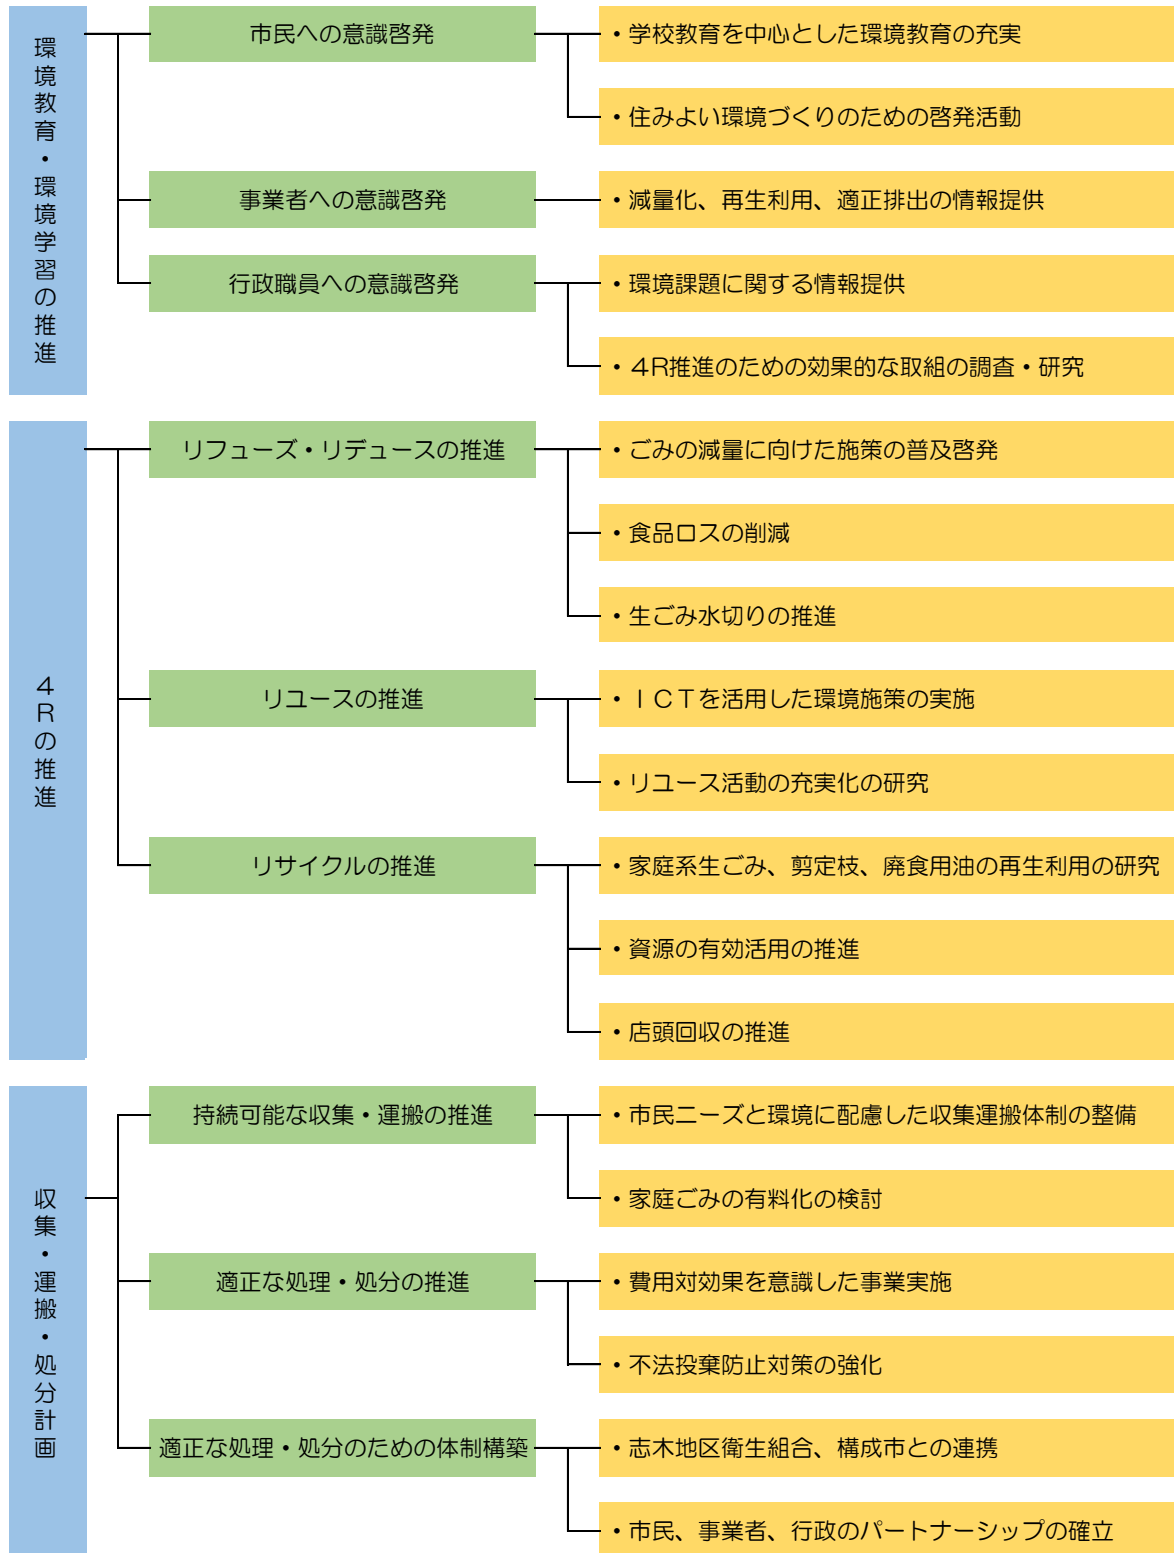 環境教育・環境学習の推進
市民への意識啓発
・学校教育を中心とした環境教育の充実
・住みよい環境づくりのための啓発活動
事業者への意識啓発
・減量化、再生利用、適正排出の情報提供
行政職員への意識啓発
・環境課題に関する情報提供
・４R推進のための効果的な取組の調査・研究
４Rの推進
リフューズ・リデュースの推進
・ごみの減量に向けた施策の普及啓発
・食品ロスの削減
・生ごみ水切りの推進
リユースの推進
・ＩＣＴを活用した環境施策の実施
・リユース活動の充実化の研究
リサイクルの推進
・家庭系生ごみ、剪定枝、廃食用油の再生利用の研究
・資源の有効活用の推進
・店頭回収の推進
収集・運搬・処分計画
持続可能な収集・運搬の推進
・市民ニーズと環境に配慮した収集運搬体制の整備
・家庭ごみの有料化の検討
適正な処理・処分の推進
・費用対効果を意識した事業実施
・不法投棄防止対策の強化
適正な処理・処分のための体制構築
・志木地区衛生組合、構成市との連携
・市民、事業者、行政のパートナーシップの確立